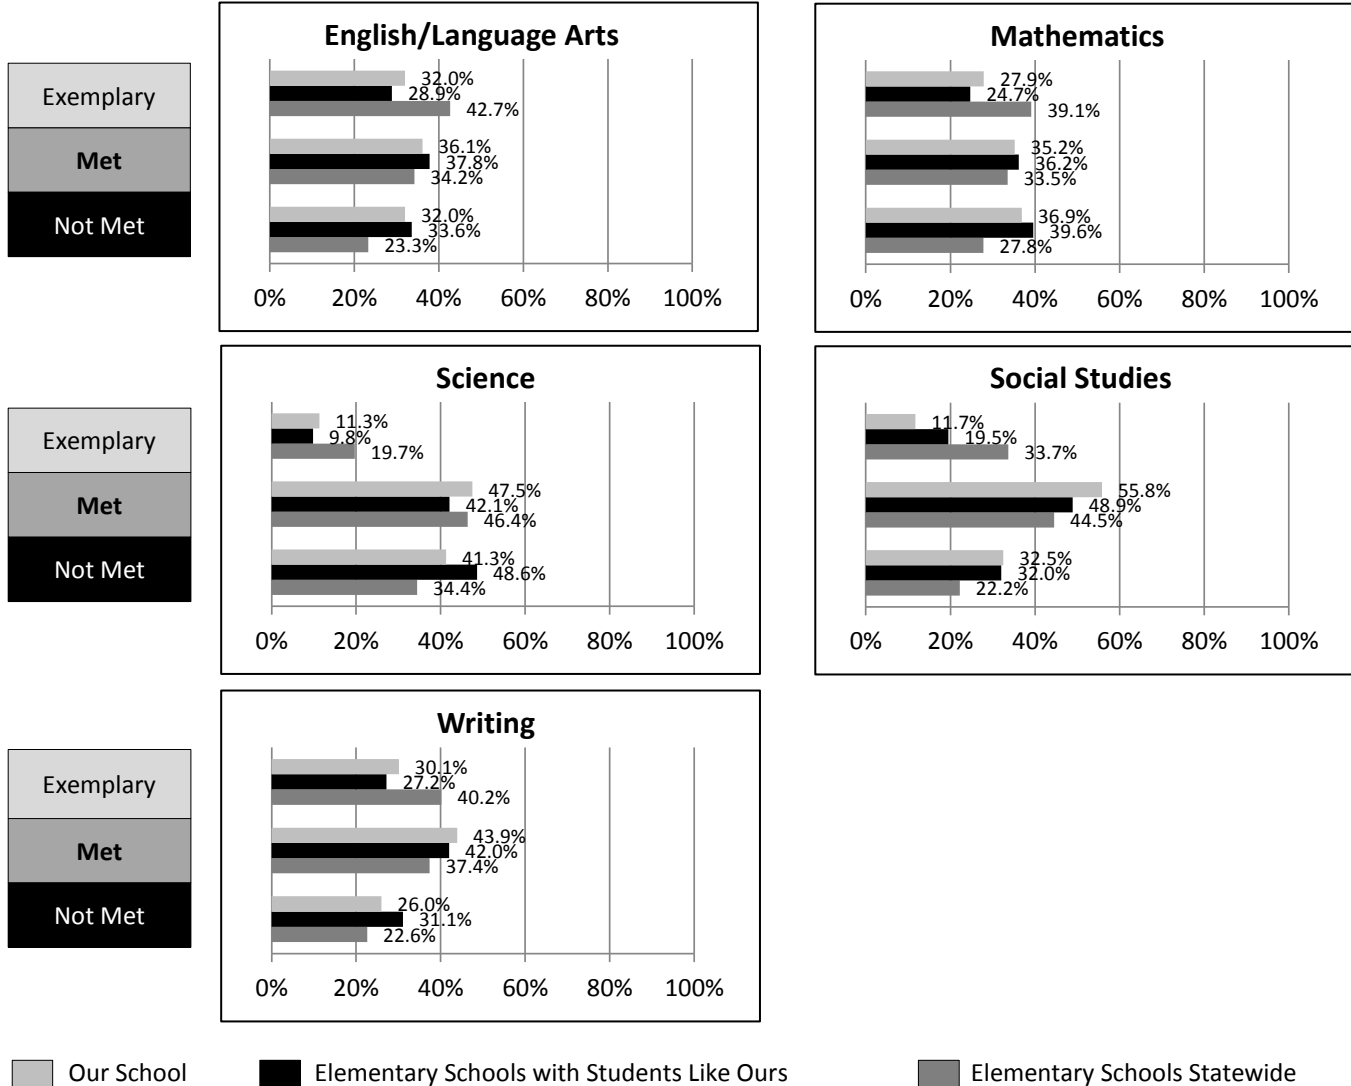 English/Language Arts
Exemplary
Met
Not Met
32.0%
28.9%
42.7%
36.1%
37.8%
34.2%
32.0%
33.6%
23.3%
0% 20% 40% 60% 80% 100%
Mathematics
27.9%
24.7%
39.1%
35.2%
36.2%
33.5%
36.9%
39.6%
27.8%
0% 20% 40% 60% 80% 100%
Science
Exemplary
Met
Not Met
11.3%
9.8%
19.7%
47.5%
42.1%
46.4%
41.3%
48.6%
34.4%
0% 20% 40% 60% 80% 100%
Social Studies
11.7%
19.5%
33.7%
55.8%
48.9%
44.5%
32.5%
32.0%
22.2%
0% 20% 40% 60% 80% 100%
Writing
Exemplary
Met
Not Met
30.1%
27.2%
40.2%
43.9%
42.0%
37.4%
26.0%
31.1%
22.6%
0% 20% 40% 60% 80% 100%
Our School Elementary Schools with Students Like Ours Elementary Schools Statewide